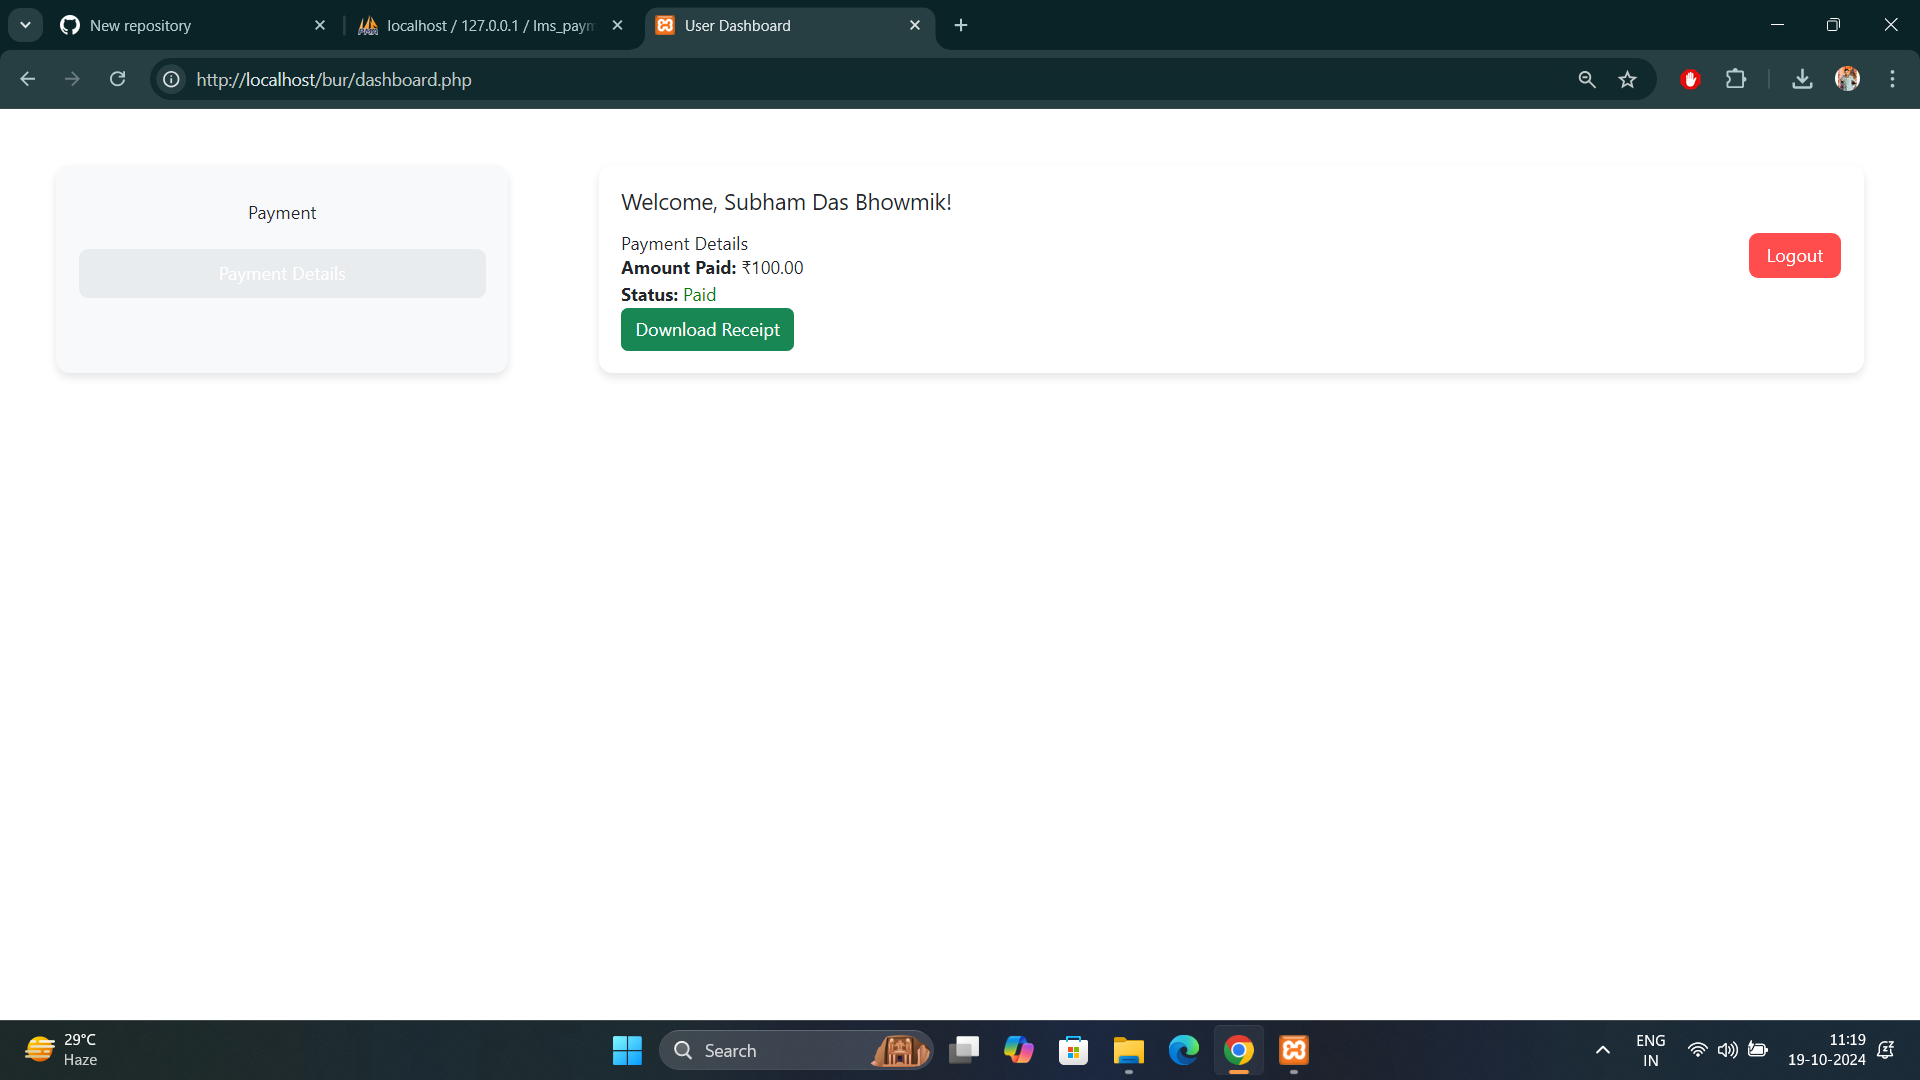 New repository
localhost / 127.0.0.1 / lms_paym
User Dashboard
http://localhost/bur/dashboard.php
Payment
Payment Details
Welcome, Subham Das Bhowmik!
Payment Details
Amount Paid: ₹100.00
Status: Paid
Download Receipt
Logout
29°C
Haze
Search
ENG
IN
11:19
19-10-2024